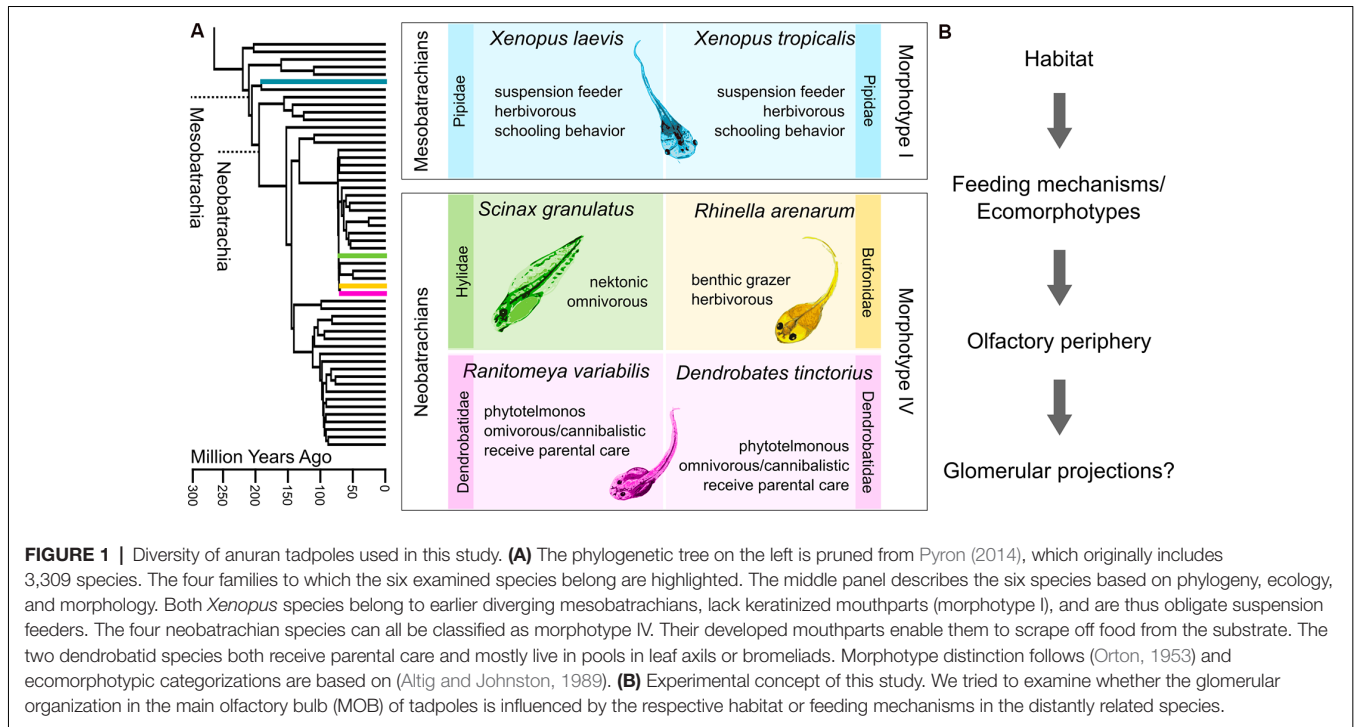 A
Mesobatrachia
Neobatrachia
Million Years Ago
300
250
200
150
100
50
0
Mesobatrachians
Pipidae
Xenopus laevis
suspension feeder
herbivorous
schooling behavior
Xenopus tropicalis
suspension feeder
herbivorous
schooling behavior
Pipidae
Morphotype I
Neobatrachians
Hylidae
Scinax granulatus
nektonic
omnivorous
Rhinella arenarum
benthic grazer
herbivorous
Bufonidae
Morphotype IV
Dendrobatidae
Ranitomeya variabilis
phytotelmonos
omivorous/cannibalistic
receive parental care
Dendrobates tinctorius
phytotelmonous
omnivorous/cannibalistic
receive parental care
Dendrobatidae
B
Habitat
Feeding mechanisms/
Ecomorphotypes
Olfactory periphery
Glomerular projections?
FIGURE 1 | Diversity of anuran tadpoles used in this study. (A) The phylogenetic tree on the left is pruned from Pyron (2014), which originally includes
3,309 species. The four families to which the six examined species belong are highlighted. The middle panel describes the six species based on phylogeny, ecology,
and morphology. Both Xenopus species belong to earlier diverging mesobatrachians, lack keratinized mouthparts (morphotype I), and are thus obligate suspension
feeders. The four neobatrachian species can all be classified as morphotype IV. Their developed mouthparts enable them to scrape off food from the substrate. The
two dendrobatid species both receive parental care and mostly live in pools in leaf axils or bromeliads. Morphotype distinction follows (Orton, 1953) and
ecomorphotypic categorizations are based on (Altig and Johnston, 1989). (B) Experimental concept of this study. We tried to examine whether the glomerular
organization in the main olfactory bulb (MOB) of tadpoles is influenced by the respective habitat or feeding mechanisms in the distantly related species.